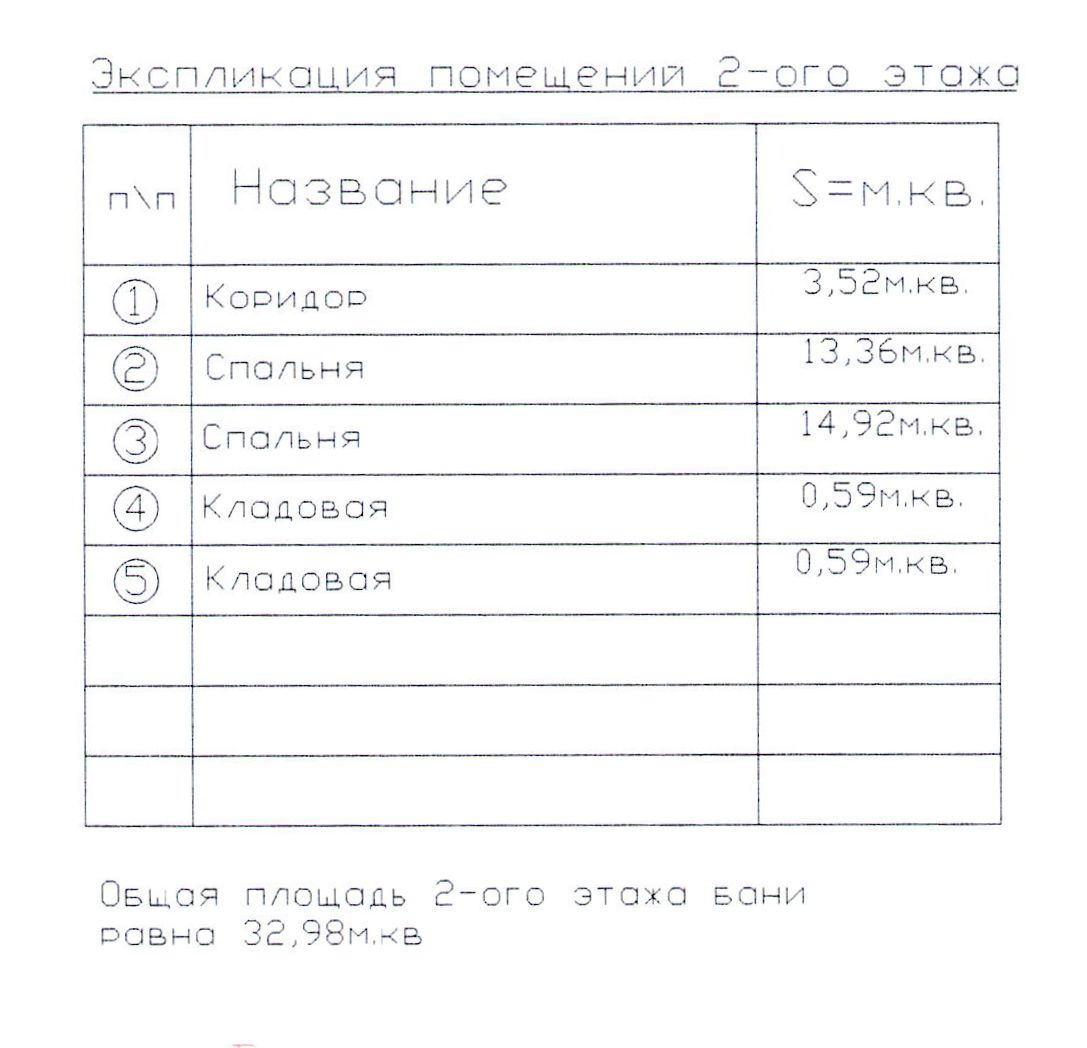 Экспликация помещений 2-ого этажа
п\п Название S=м.кв.
1 Коридор 3,52м.кв.
2 Спальня 13,36м.кв.
3 Спальня 14,92м.кв.
4 Кладовая 0,59м.кв.
5 Кладовая 0,59м.кв.
Общая площадь 2-ого этажа бани
равна 32,98м.кв